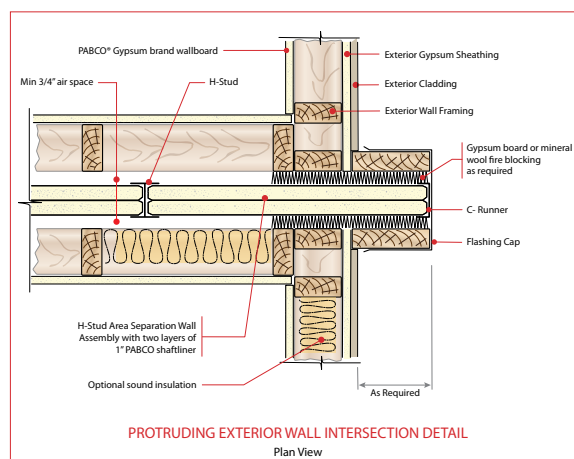 PABCO® Gypsum brand wallboard
Exterior Gypsum Sheathing
Min 3/4" air space
H-Stud
Exterior Cladding
Exterior Wall Framing
Gypsum board or mineral
wool fire blocking
as required
C- Runner
Flashing Cap
H-Stud Area Separation Wall
Assembly with two layers of
1" PABCO shaftliner
Optional sound insulation
As Required
PROTRUDING EXTERIOR WALL INTERSECTION DETAIL
Plan View